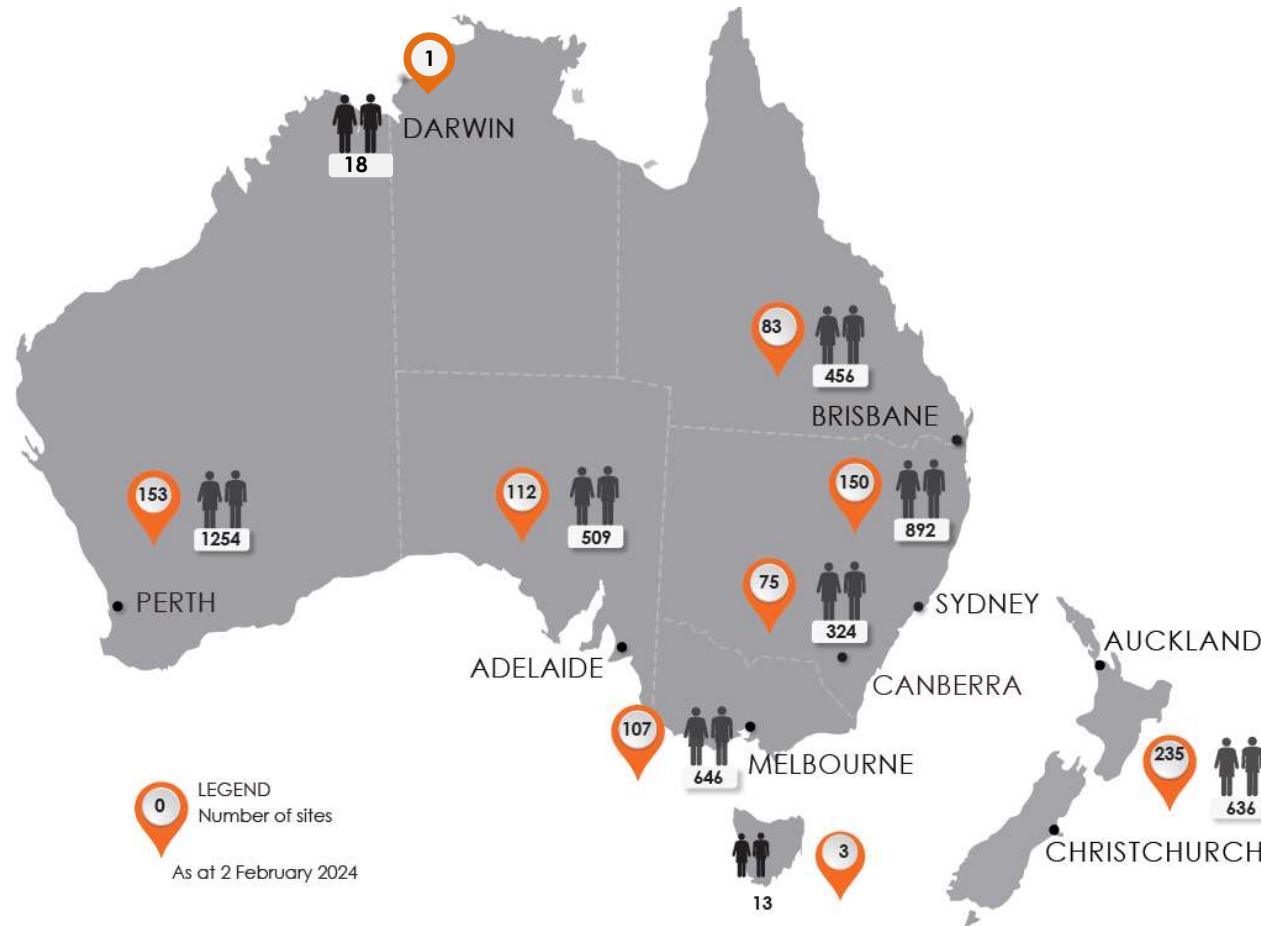 1
DARWIN
18
83
456
BRISBANE
153
1254
112
509
150
892
75
324
PERTH
SYDNEY
ADELAIDE
CANBERRA
AUCKLAND
107
646
MELBOURNE
235
636
CHRISTCHURCH
0
LEGEND
Number of sites
As at 2 February 2024
3
13